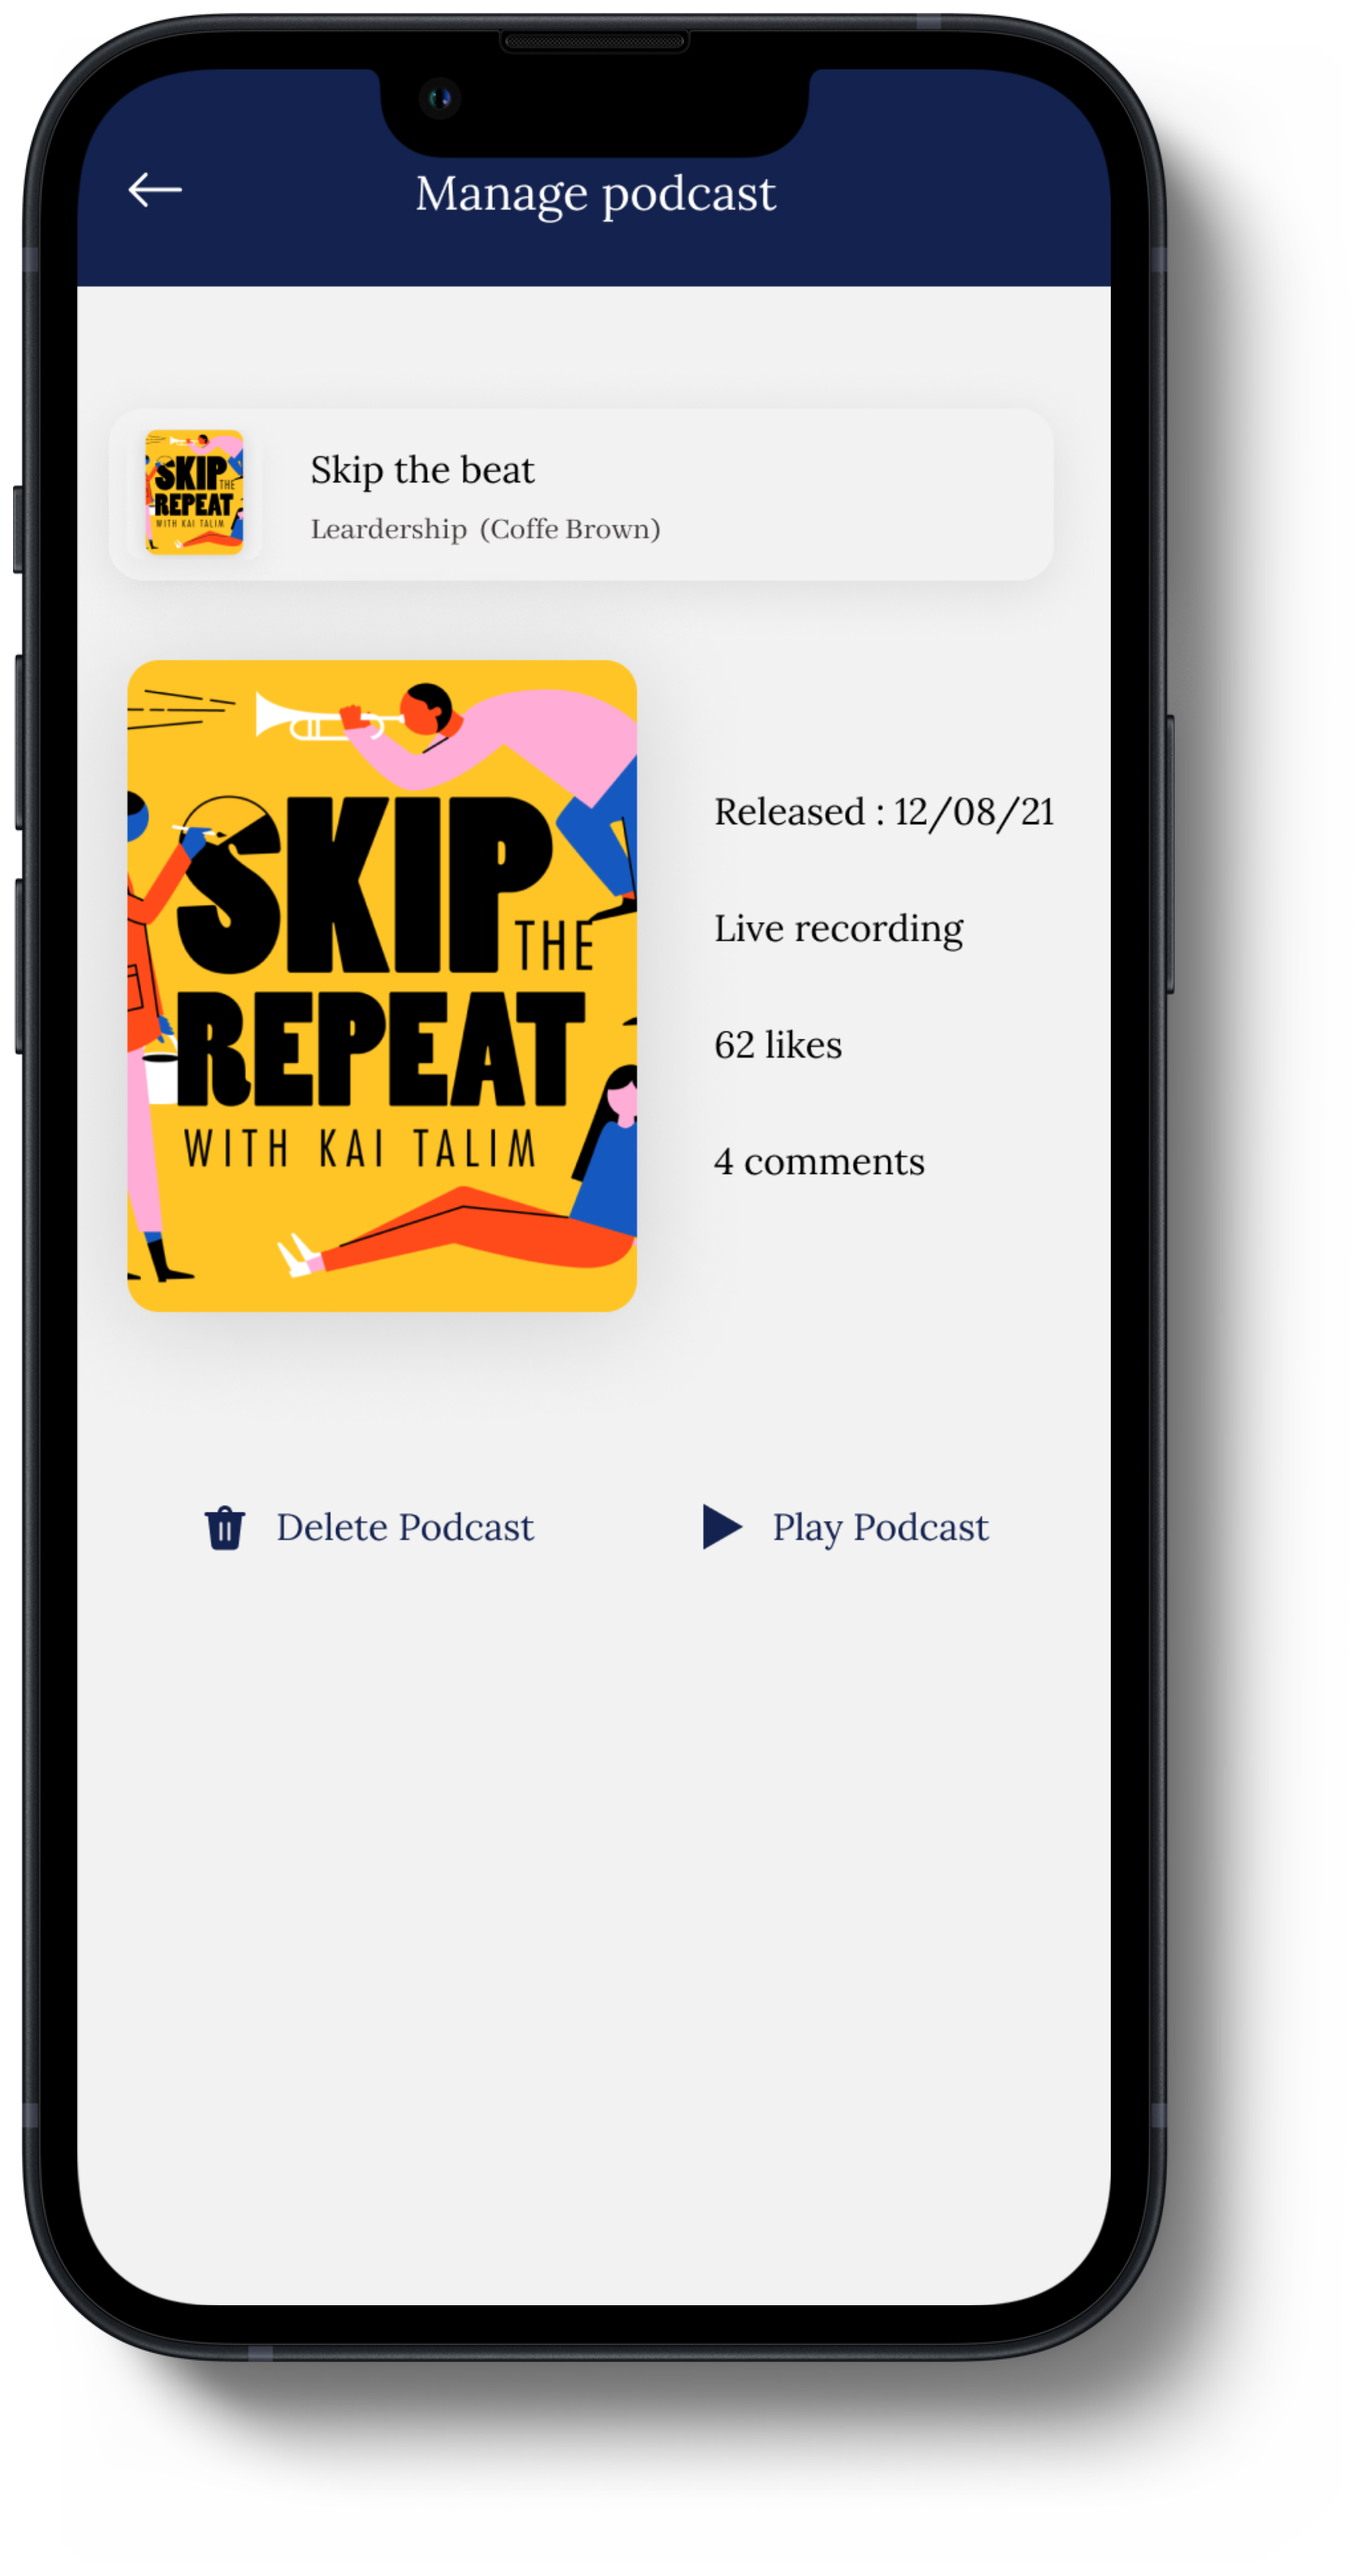 Manage podcast
SKIP THE
REPEAT
WITH KAI TALIM
Skip the beat
Leardership (Coffe Brown)
SKIP THE
REPEAT
WITH KAI TALIM
Released : 12/08/21
Live recording
62 likes
4 comments
Delete Podcast
Play Podcast